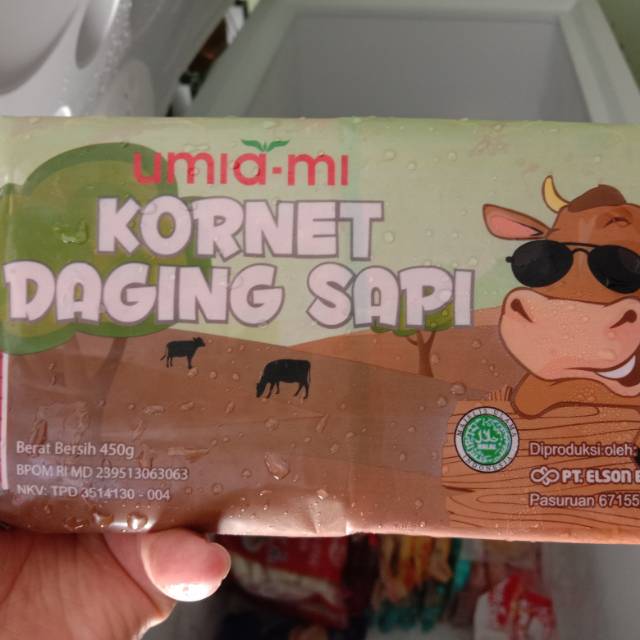 umia-mi
KORNET
DAGING SAPI
Berat Bersih 450g
BPOM RI MD 239513063063
NKV: TPD 3514130 - 004
Diproduksi oleh
PT. ELSON
Pasuruan 67155